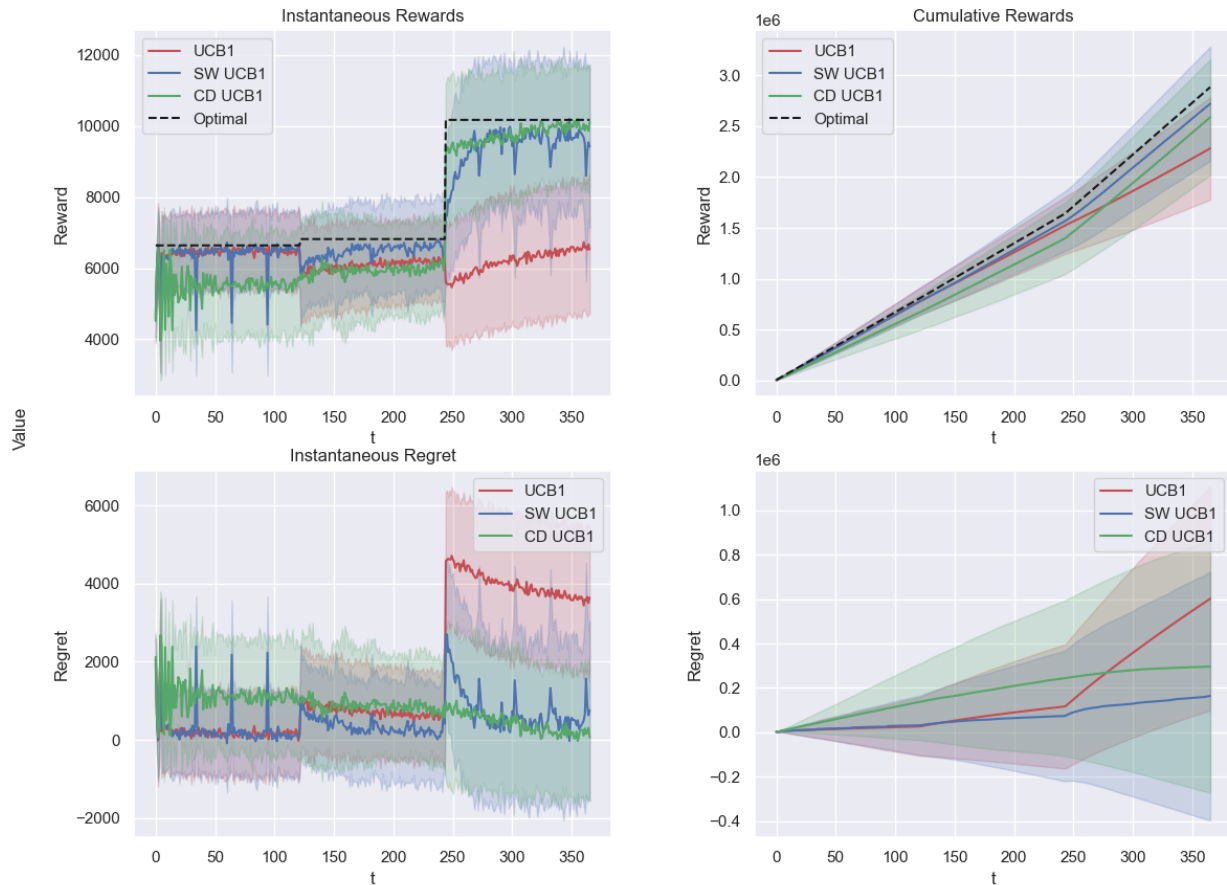 Instantaneous Rewards
12000
10000
8000
6000
4000
Reward
UCB1
SW UCB1
CD UCB1
Optimal
0 50 100 150 200 250 300 350
t
Cumulative Rewards
1e6
3.0
2.5
2.0
1.5
1.0
0.5
0.0
Reward
UCB1
SW UCB1
CD UCB1
Optimal
0 50 100 150 200 250 300 350
t
Value
Instantaneous Regret
6000
4000
2000
0
−2000
Regret
UCB1
SW UCB1
CD UCB1
0 50 100 150 200 250 300 350
t
1e6
1.0
0.8
0.6
0.4
0.2
0.0
−0.2
−0.4
Regret
UCB1
SW UCB1
CD UCB1
0 50 100 150 200 250 300 350
t